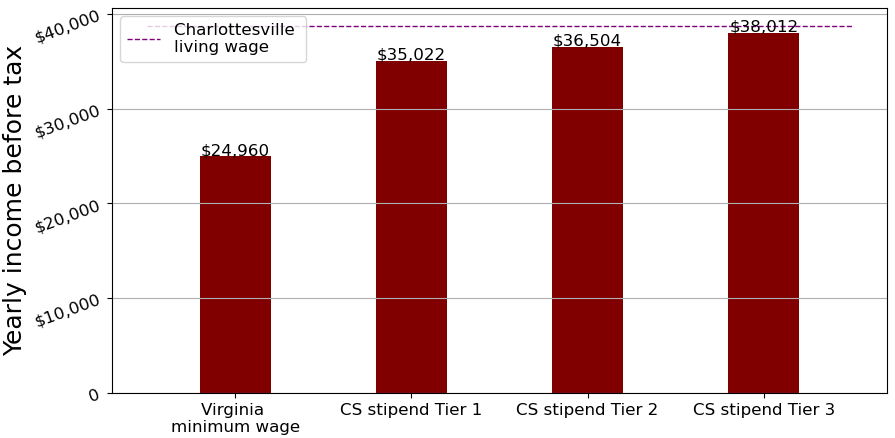 Yearly income before tax
$40,000
$30,000
$20,000
$10,000
0
Charlottesville
living wage
$24,960
$35,022
$36,504
$38,012
Virginia
minimum wage
CS stipend Tier 1
CS stipend Tier 2
CS stipend Tier 3